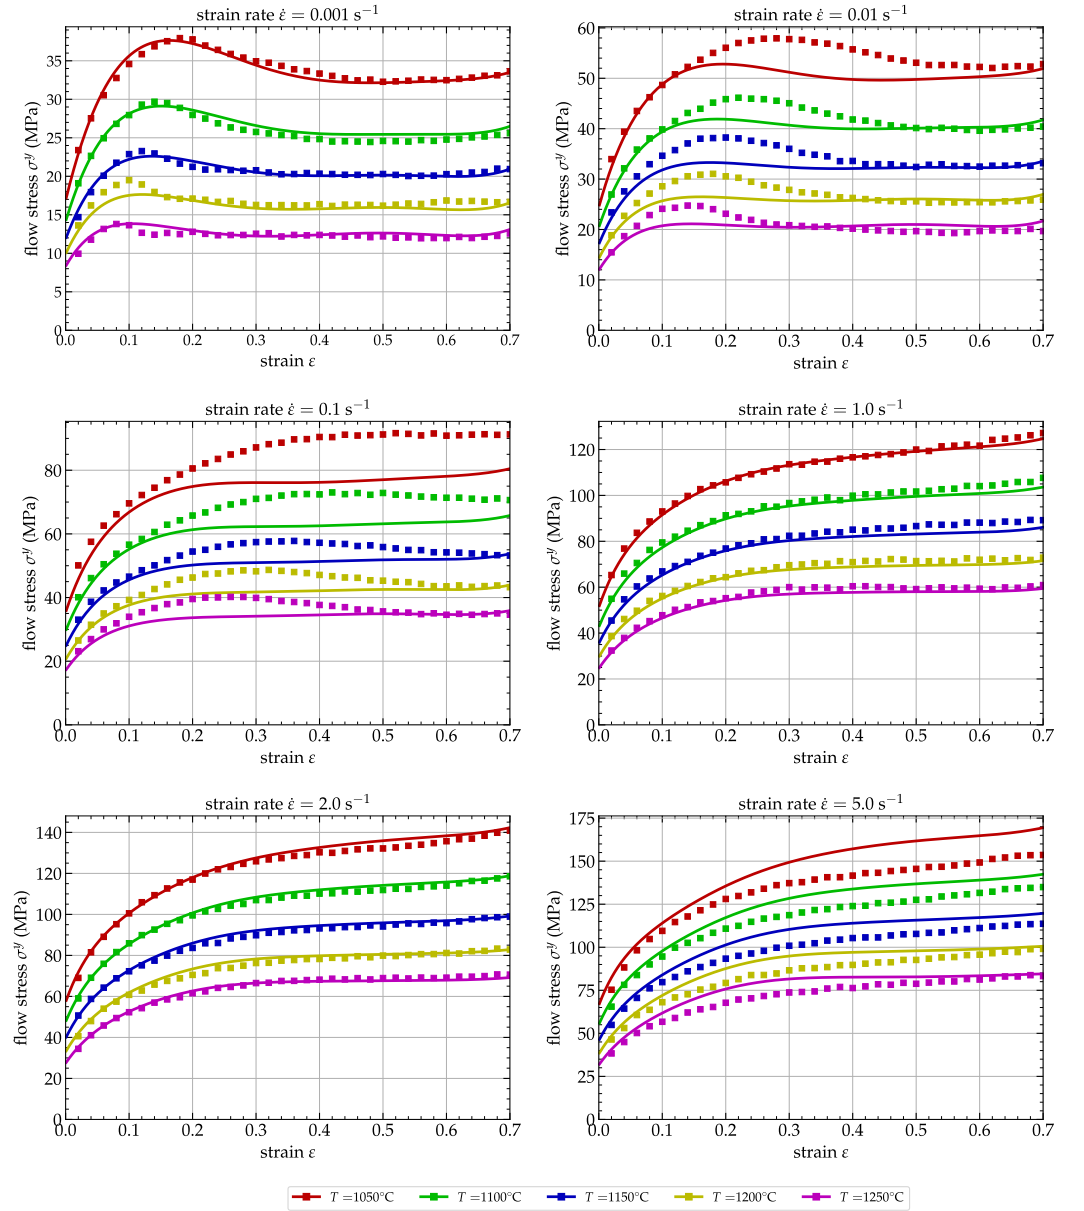 strain rate ε̇ = 0.001 s⁻¹
flow stress σʸ (MPa)
35
30
25
20
15
10
5
0
0.0 0.1 0.2 0.3 0.4 0.5 0.6 0.7
strain ε
strain rate ε̇ = 0.01 s⁻¹
flow stress σʸ (MPa)
60
50
40
30
20
10
0
0.0 0.1 0.2 0.3 0.4 0.5 0.6 0.7
strain ε
strain rate ε̇ = 0.1 s⁻¹
flow stress σʸ (MPa)
80
60
40
20
0
0.0 0.1 0.2 0.3 0.4 0.5 0.6 0.7
strain ε
strain rate ε̇ = 1.0 s⁻¹
flow stress σʸ (MPa)
120
100
80
60
40
20
0
0.0 0.1 0.2 0.3 0.4 0.5 0.6 0.7
strain ε
strain rate ε̇ = 2.0 s⁻¹
flow stress σʸ (MPa)
140
120
100
80
60
40
20
0
0.0 0.1 0.2 0.3 0.4 0.5 0.6 0.7
strain ε
strain rate ε̇ = 5.0 s⁻¹
flow stress σʸ (MPa)
175
150
125
100
75
50
25
0
0.0 0.1 0.2 0.3 0.4 0.5 0.6 0.7
strain ε
T =1050°C T =1100°C T =1150°C T =1200°C T =1250°C